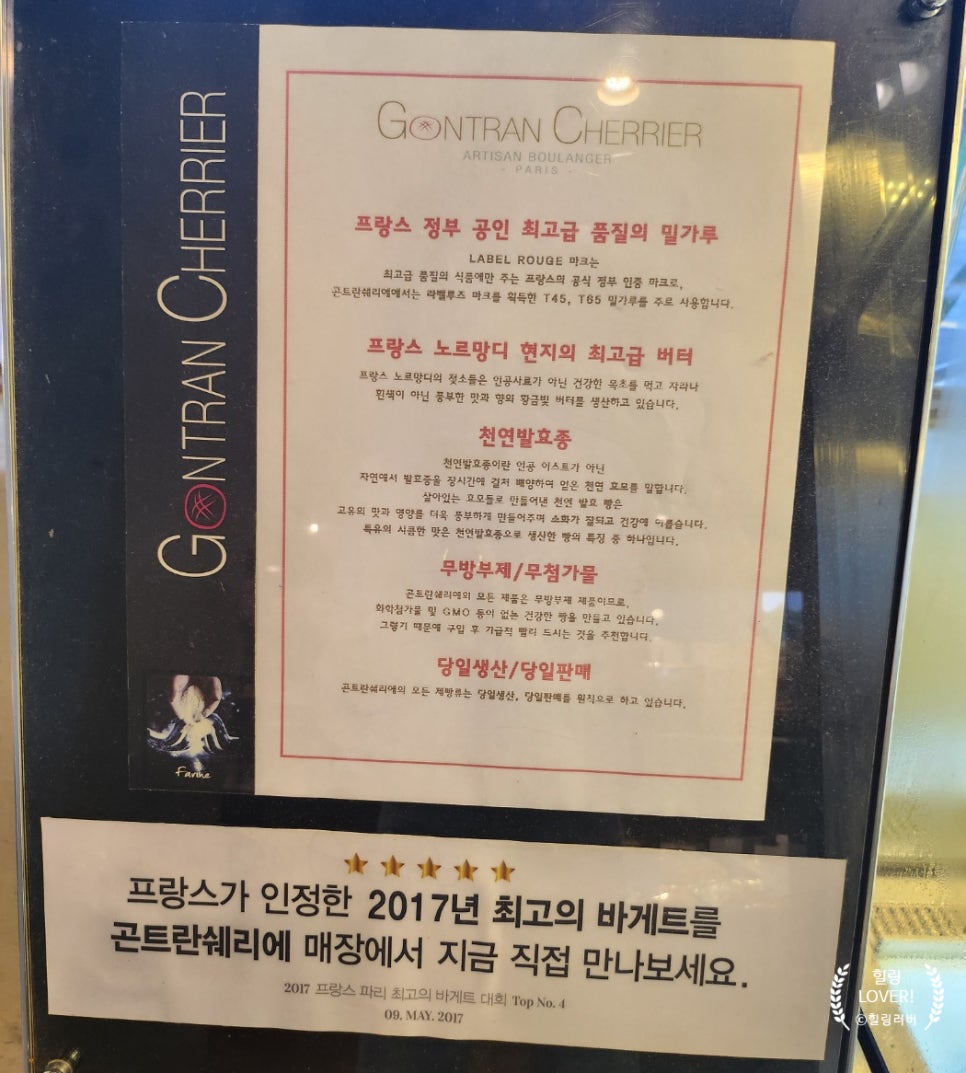 GONTRAN CHERRIER
GONTRAN CHERRIER
ARTISAN BOULANGER
- PARIS -
프랑스 정부 공인 최고급 품질의 밀가루
LABEL ROUGE 마크는
최고급 품질의 식품에만 주는 프랑스의 공식 정부 인증 마크로,
곤트란쉐리에에서는 라벨루즈 마크를 획득한 T45, T65 밀가루를 주로 사용합니다.
프랑스 노르망디 현지의 최고급 버터
프랑스 노르망디의 젖소들은 인공사료가 아닌 건강한 목초를 먹고 자라나
흰색이 아닌 풍부한 맛과 향의 황금빛 버터를 생산하고 있습니다.
천연발효종
천연발효종이란 인공 이스트가 아닌
자연에서 발효종을 장시간에 걸쳐 배양하여 얻은 천연 효모를 말합니다.
살아있는 효모들로 만들어낸 천연 발효 빵은
고유의 맛과 영양를 더욱 풍부하게 만들어주며 소화가 잘되고 건강에 이롭습니다.
특유의 시큼한 맛은 천연발효종으로 생산한 빵의 특징 중 하나입니다.
무방부제/무첨가물
곤트란쉐리에의 모든 제품은 무방부제 제품이므로,
화학첨가물 및 GMO 등이 없는 건강한 빵을 만들고 있습니다.
그렇기 때문에 구입 후 가급적 빨리 드시는 것을 추천합니다.
당일생산/당일판매
곤트란쉐리에의 모든 제빵류는 당일생산, 당일판매를 원칙으로 하고 있습니다.
Farine
프랑스가 인정한 2017년 최고의 바게트를
곤트란쉐리에 매장에서 지금 직접 만나보세요.
2017 프랑스 파리 최고의 바게트 대회 Top No. 4
09. MAY. 2017
힐링
LOVER!
©힐링러버